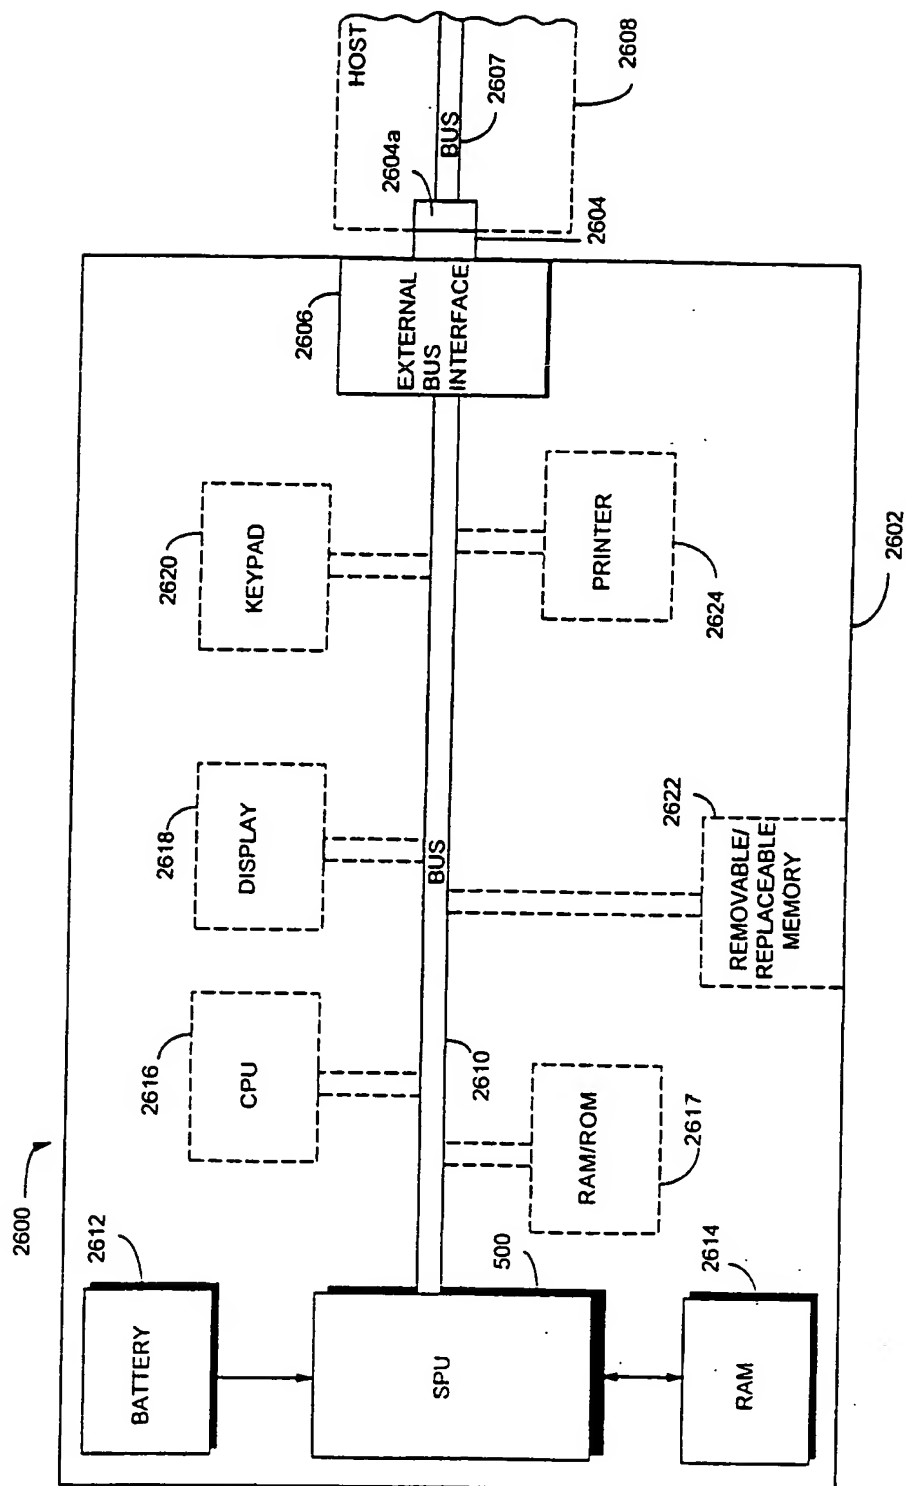 2600
BATTERY
2612
SPU
500
RAM
2614
CPU
2616
RAM/ROM
2617
BUS
2610
DISPLAY
2618
REMOVABLE/
REPLACEABLE
MEMORY
2622
KEYPAD
2620
PRINTER
2624
2602
EXTERNAL
BUS
INTERFACE
2606
2604
2604a
HOST
BUS
2607
2608